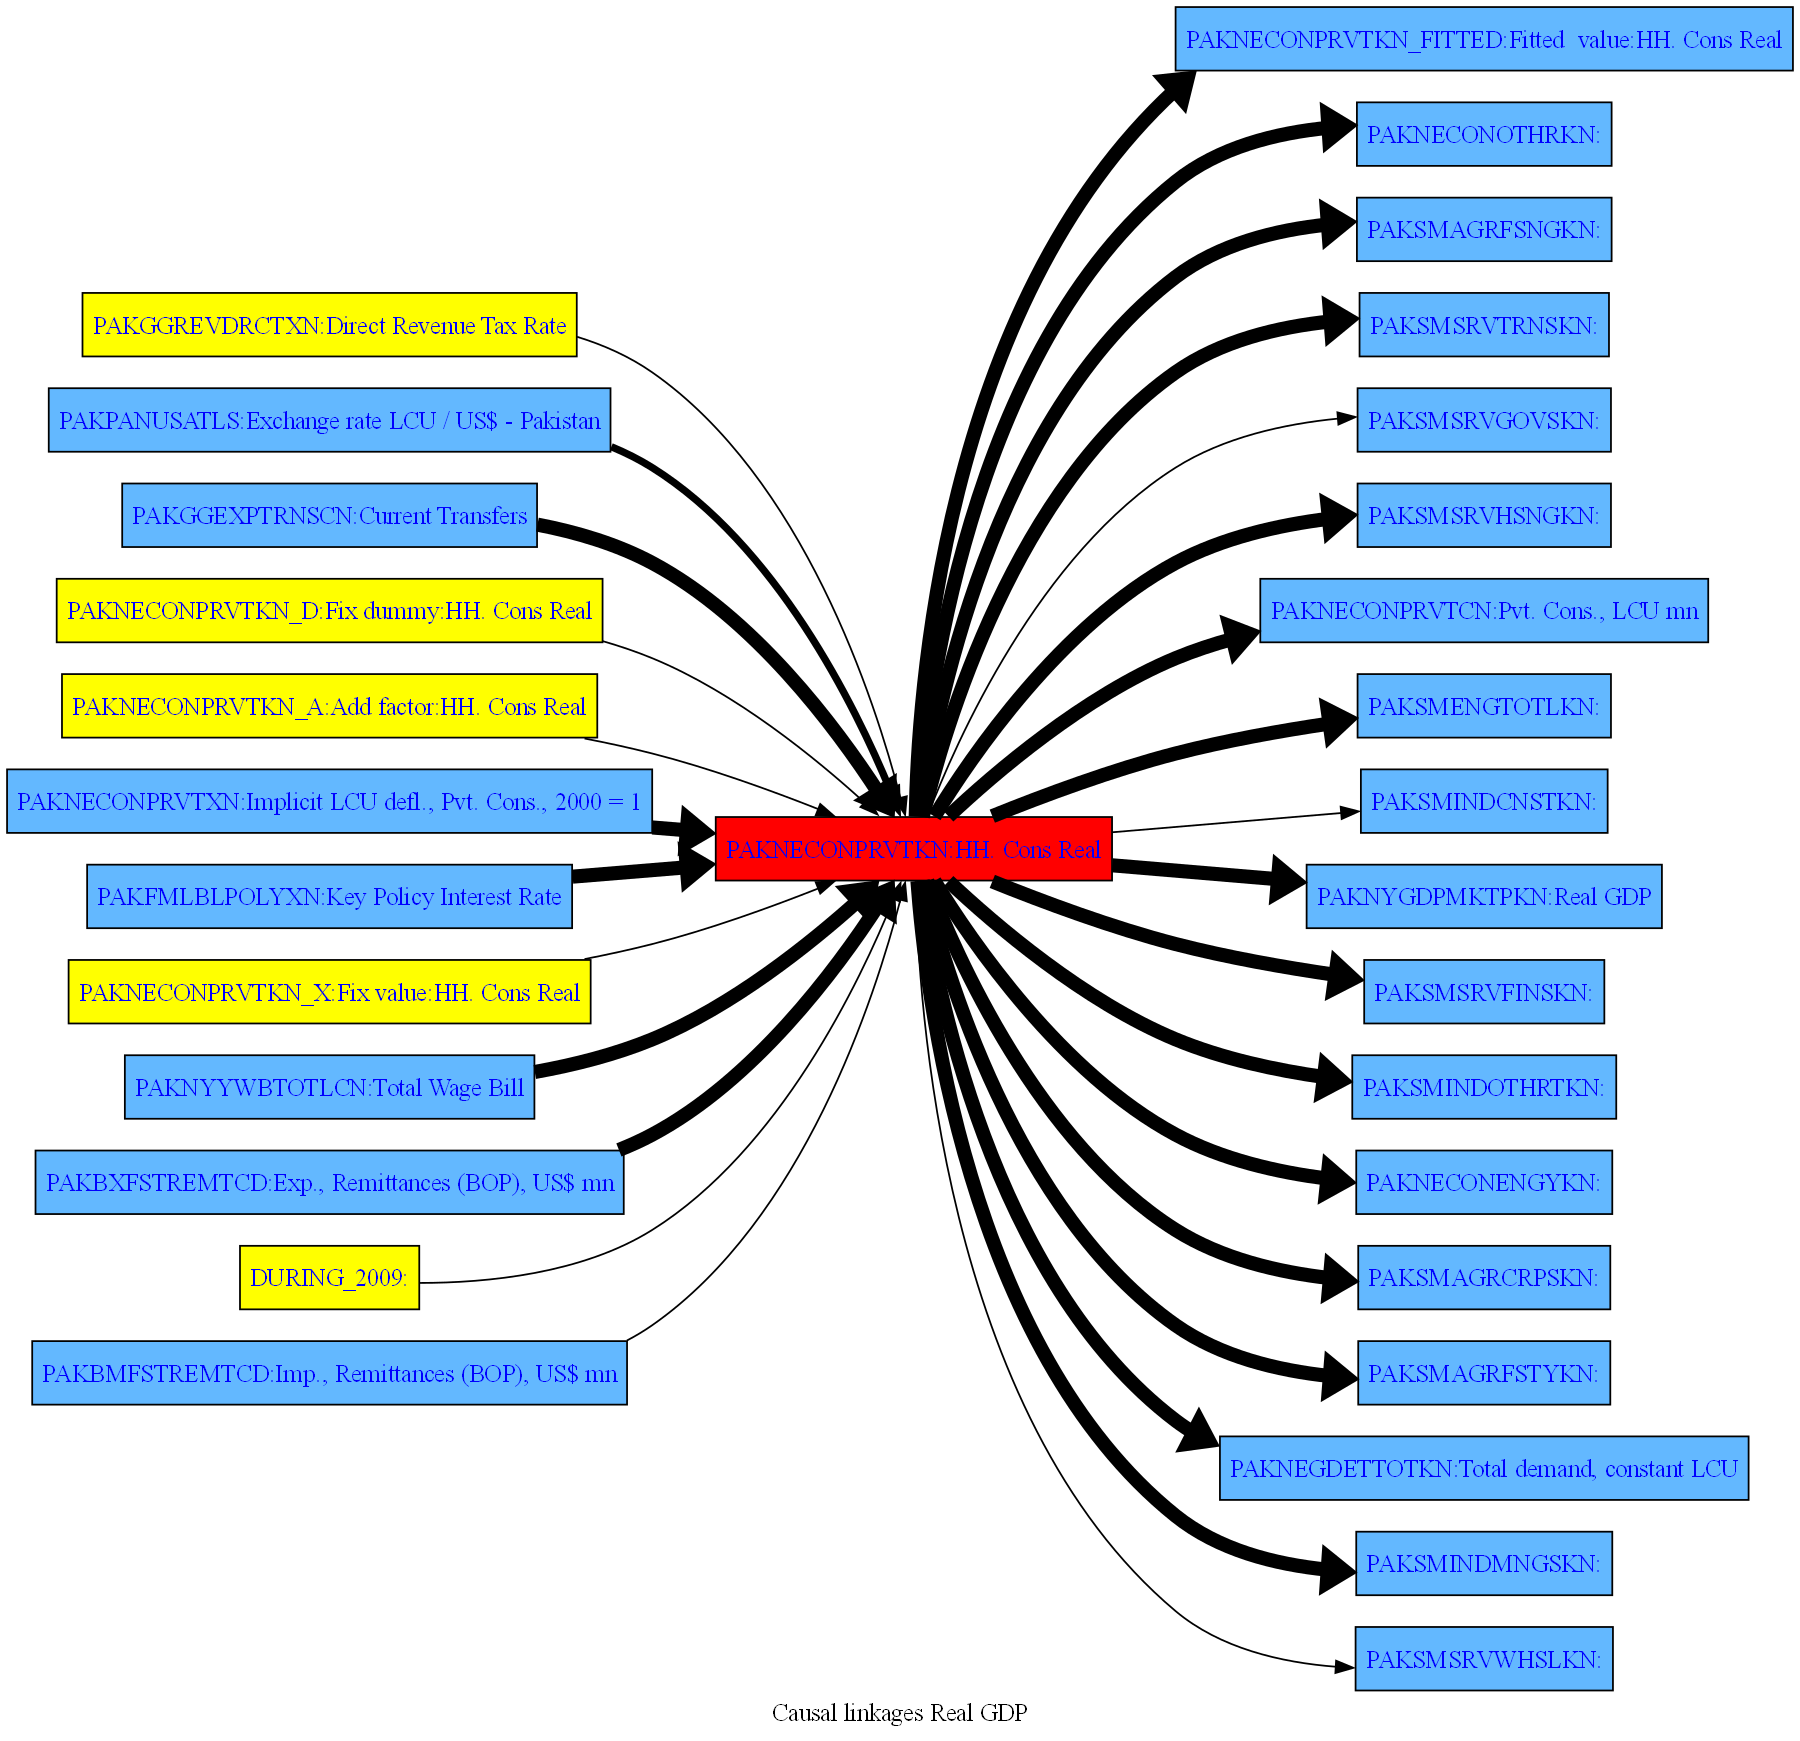 PAKNECONPRVTKN_FITTED:Fitted  value:HH. Cons Real
PAKNECONOTHRKN:
PAKSMAGRFSNGKN:
PAKGGREVDRCTXN:Direct Revenue Tax Rate
PAKSMSRVTRNSKN:
PAKPANUSATLS:Exchange rate LCU / US$ - Pakistan
PAKSMSRVGOVSKN:
PAKGGEXPTRNSCN:Current Transfers
PAKSMSRVHSNGKN:
PAKNECONPRVTKN_D:Fix dummy:HH. Cons Real
PAKNECONPRVTCN:Pvt. Cons., LCU mn
PAKNECONPRVTKN_A:Add factor:HH. Cons Real
PAKSMENGTOTLKN:
PAKNECONPRVTXN:Implicit LCU defl., Pvt. Cons., 2000 = 1
PAKSMINDCNSTKN:
PAKNECONPRVTKN:HH. Cons Real
PAKFMLBLPOLYXN:Key Policy Interest Rate
PAKNYGDPMKTPKN:Real GDP
PAKNECONPRVTKN_X:Fix value:HH. Cons Real
PAKSMSRVFINSKN:
PAKNYYWBTOTLCN:Total Wage Bill
PAKSMINDOTHRTKN:
PAKBXFSTREMTCD:Exp., Remittances (BOP), US$ mn
PAKNECONENGYKN:
DURING_2009:
PAKSMAGRCRPSKN:
PAKBMFSTREMTCD:Imp., Remittances (BOP), US$ mn
PAKSMAGRFSTYKN:
PAKNEGDETTOTKN:Total demand, constant LCU
PAKSMINDMNGSKN:
PAKSMSRVWHSLKN:
Causal linkages Real GDP